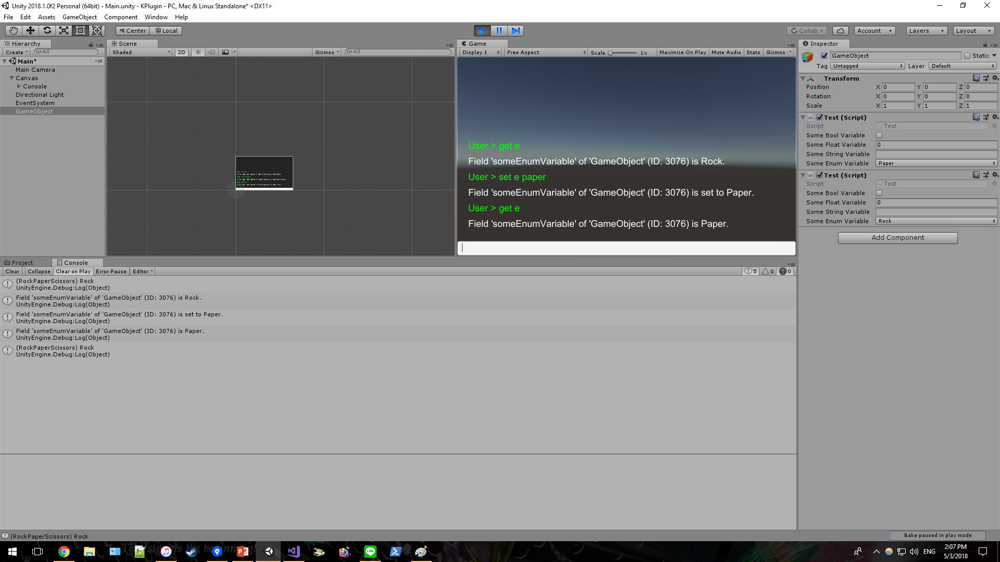 Unity 2018.1.0f2 Personal (64bit) - Main.unity - KPlugin - PC, Mac & Linux Standalone* <DX11>
File Edit Assets GameObject Component Window Help
Center Local
Collab Account Layers Layout
Hierarchy
Create All
Main*
Main Camera
Canvas
Console
Directional Light
EventSystem
GameObject
Scene
Shaded 2D Gizmos All
Game
Display 1 Free Aspect Scale 1x Maximize On Play Mute Audio Stats Gizmos
User > get e
Field 'someEnumVariable' of 'GameObject' (ID: 3076) is Rock.
User > set e paper
Field 'someEnumVariable' of 'GameObject' (ID: 3076) is set to Paper.
User > get e
Field 'someEnumVariable' of 'GameObject' (ID: 3076) is Paper.
Inspector
GameObject Static
Tag Untagged Layer Default
Transform
Position X 0 Y 0 Z 0
Rotation X 0 Y 0 Z 0
Scale X 1 Y 1 Z 1
Test (Script)
Script Test
Some Bool Variable
Some Float Variable 0
Some String Variable
Some Enum Variable Paper
Test (Script)
Script Test
Some Bool Variable
Some Float Variable 0
Some String Variable
Some Enum Variable Rock
Add Component
Project Console
Clear Collapse Clear on Play Error Pause Editor 5 0 0
(RockPaperScissors) Rock
UnityEngine.Debug:Log(Object)
Field 'someEnumVariable' of 'GameObject' (ID: 3076) is Rock.
UnityEngine.Debug:Log(Object)
Field 'someEnumVariable' of 'GameObject' (ID: 3076) is set to Paper.
UnityEngine.Debug:Log(Object)
Field 'someEnumVariable' of 'GameObject' (ID: 3076) is Paper.
UnityEngine.Debug:Log(Object)
(RockPaperScissors) Rock
UnityEngine.Debug:Log(Object)
(RockPaperScissors) Rock
Bake paused in play mode
LINE
ENG
2:07 PM
5/3/2018